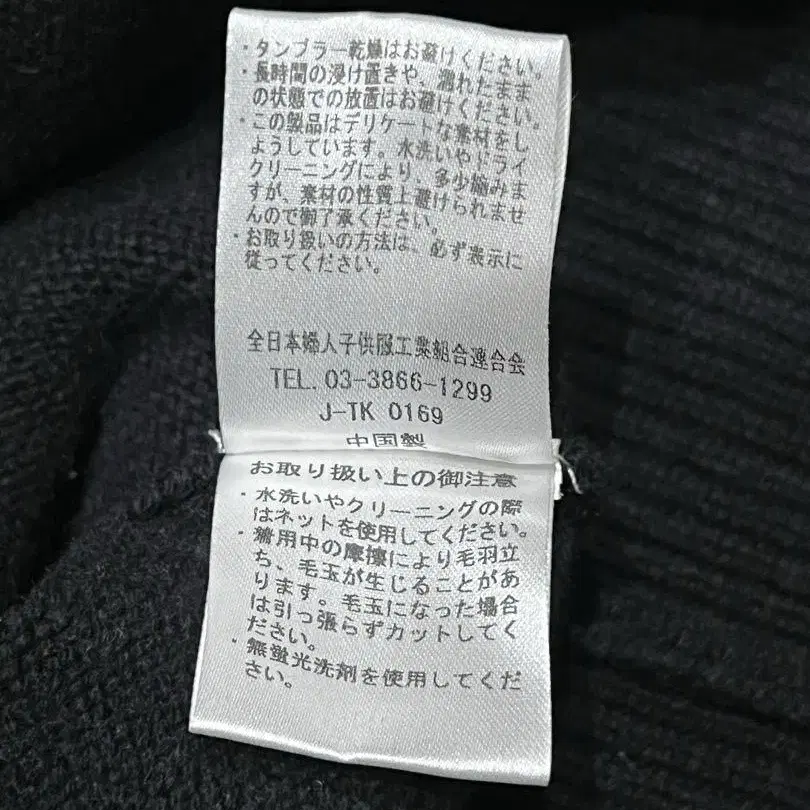 ・タンブラー乾燥はお避けください。
・長時間の浸け置きや、濡れたまま
の状態での放置はお避けください。
・この製品はデリケートな素材をし
ようしています。水洗いやドライ
クリーニングにより、多少縮みま
すが、素材の性質上避けられませ
んので御了承ください。
・お取り扱いの方法は、必ず表示に
従ってください。
全日本婦人子供服工業組合連合会
TEL. 03-3866-1299
J-TK 0169
中国製
お取り扱い上の御注意
・水洗いやクリーニングの際
はネットを使用してください。
・着用中の摩擦により毛羽立
ち、毛玉が生じることがあ
ります。毛玉になった場合
は引っ張らずカットしてく
ださい。
・無蛍光洗剤を使用してくだ
さい。